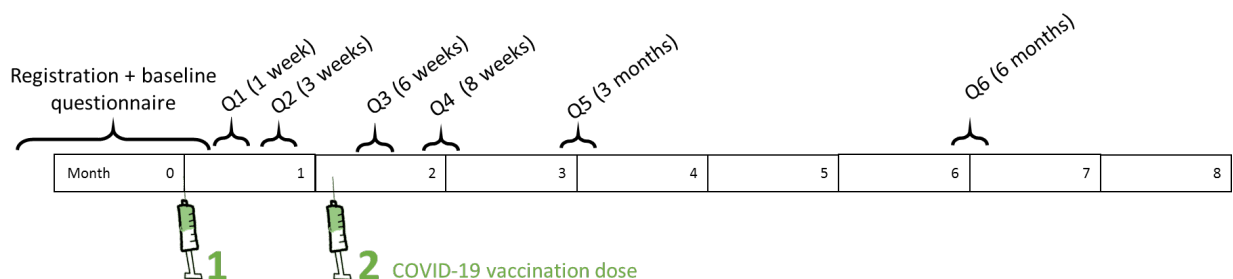 Registration + baseline
questionnaire
Q1 (1 week)
Q2 (3 weeks)
Q3 (6 weeks)
Q4 (8 weeks)
Q5 (3 months)
Q6 (6 months)
Month 0 1 2 3 4 5 6 7 8
1 2 COVID-19 vaccination dose